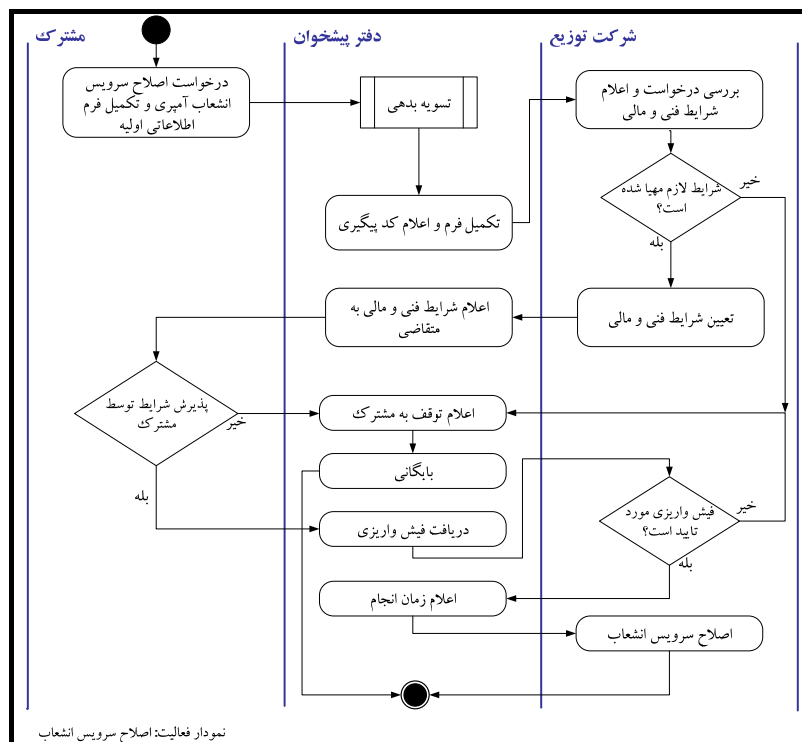 مشترك
دفتر پیشخوان
شرکت توزیع
درخواست اصلاح سرویس
انشعاب آمپری و تکمیل فرم
اطلاعاتی اولیه
تسویه بدهی
بررسی درخواست و اعلام
شرایط فنی و مالی
شرایط لازم مهیا شده
است؟
خیر
بله
تکمیل فرم و اعلام کد پیگیری
تعیین شرایط فنی و مالی
اعلام شرایط فنی و مالی به
متقاضی
پذیرش شرایط توسط
مشترك
خیر
بله
اعلام توقف به مشترك
بایگانی
دریافت فیش واریزی
فیش واریزی مورد
تایید است؟
خیر
بله
اعلام زمان انجام
اصلاح سرویس انشعاب
نمودار فعالیت: اصلاح سرویس انشعاب